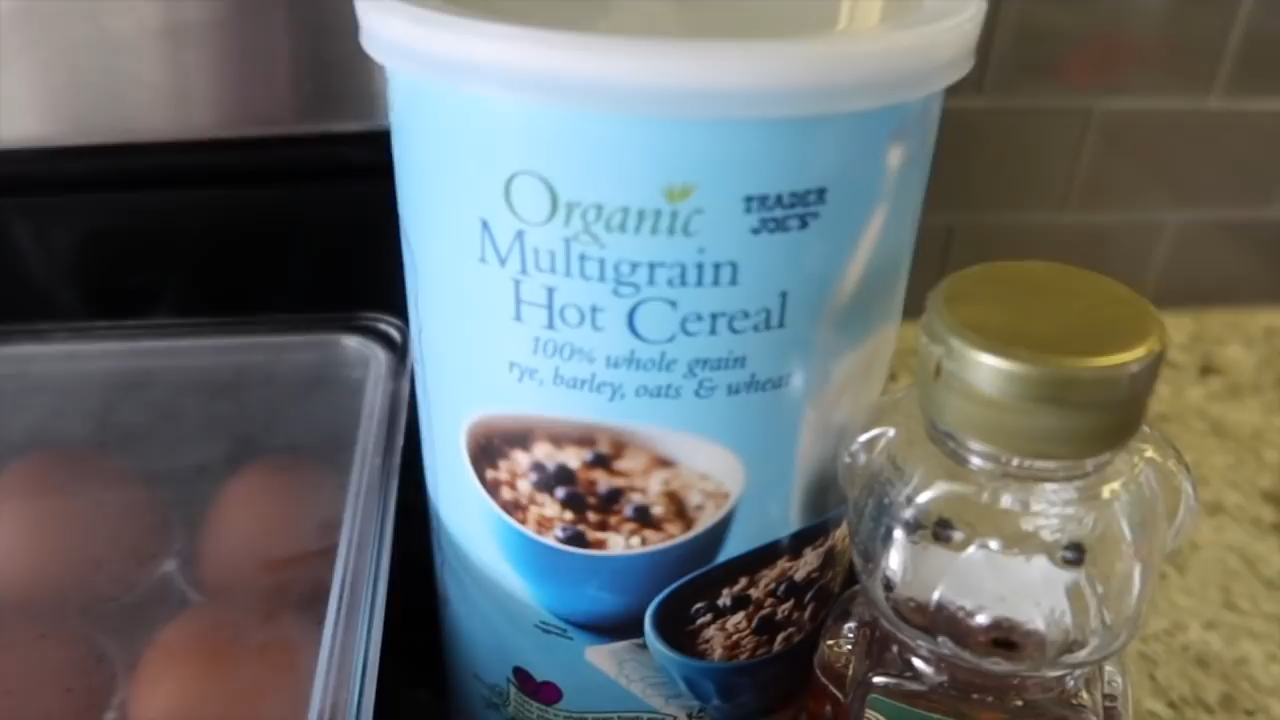 Organic
TRADER
JOE'S
Multigrain
Hot Cereal
100% whole grain
rye, barley, oats & wheat